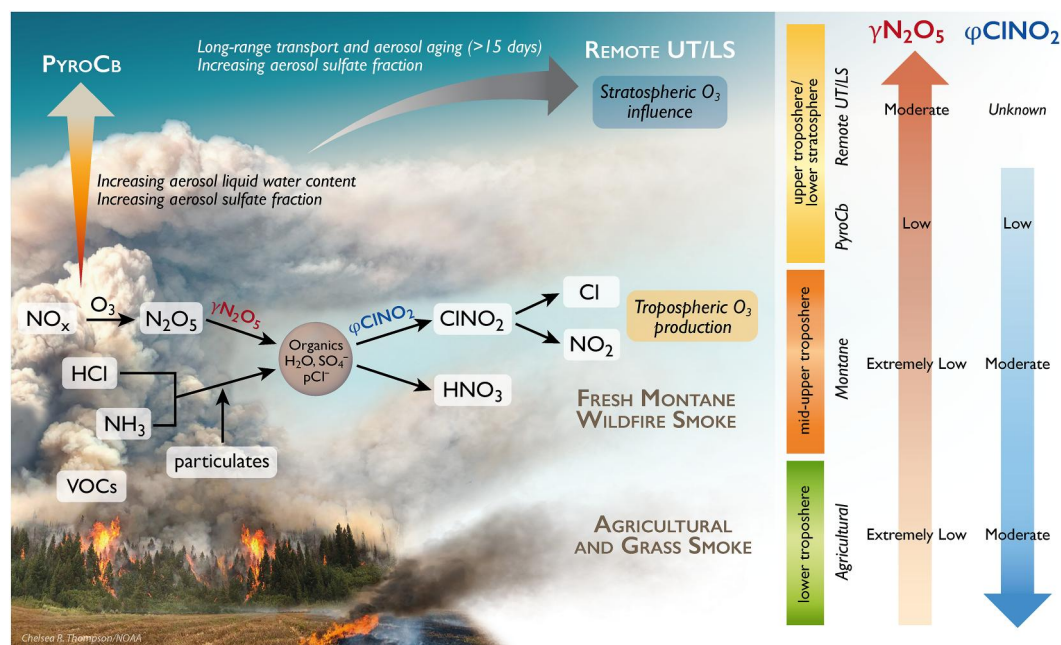 PyroCb
Long-range transport and aerosol aging (>15 days)
Increasing aerosol sulfate fraction
Remote UT/LS
Stratospheric O₃
influence
Increasing aerosol liquid water content
Increasing aerosol sulfate fraction
NOₓ
O₃
N₂O₅
γN₂O₅
Organics
H₂O, SO₄⁻
pCl⁻
φClNO₂
ClNO₂
Cl
NO₂
HNO₃
Tropospheric O₃
production
HCl
NH₃
particulates
VOCs
Fresh Montane
Wildfire Smoke
Agricultural
and Grass Smoke
Chelsea R. Thompson/NOAA
γN₂O₅
φClNO₂
upper troposhere/
lower stratosphere
Remote UT/LS
Moderate
Unknown
PyroCb
Low
Low
mid-upper troposhere
Montane
Extremely Low
Moderate
lower troposhere
Agricultural
Extremely Low
Moderate